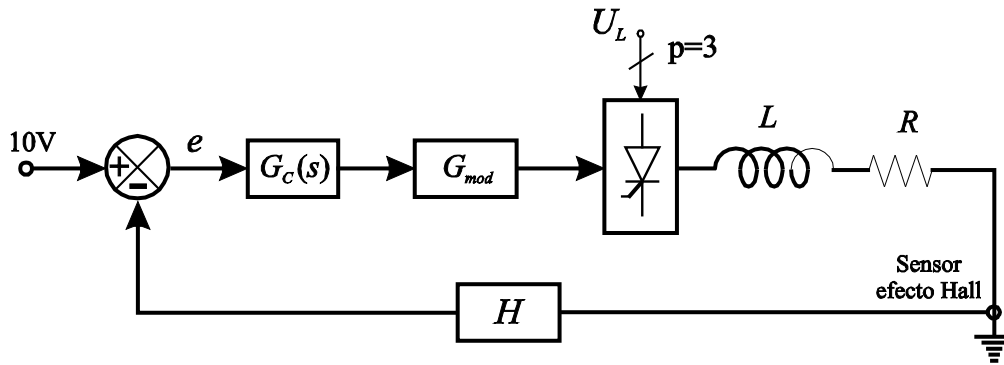 U_L
p=3
10V
e
G_C(s)
G_mod
L
R
Sensor
efecto Hall
H